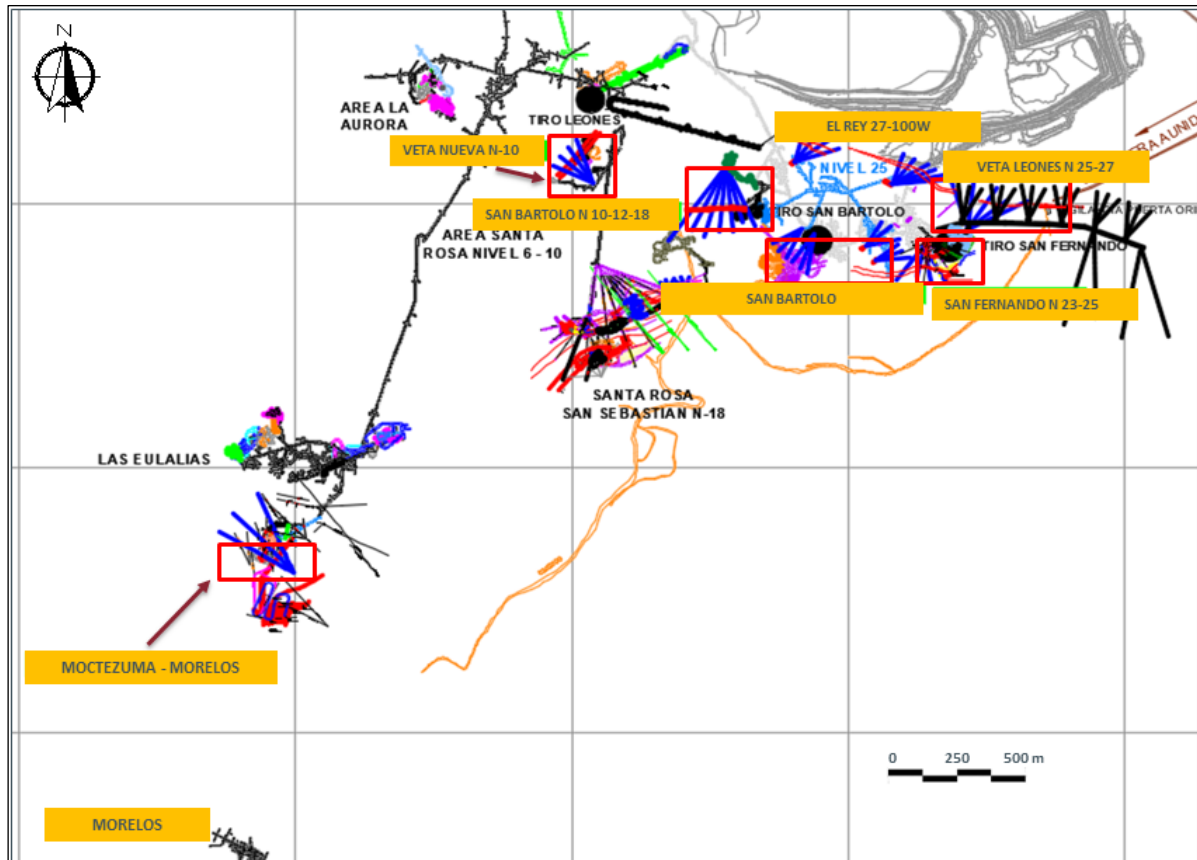 N
AREA LA
AURORA
TIRO LEONES
EL REY 27-100W
VETA NUEVA N-10
NIVEL 25
VETA LEONES N 25-27
SAN BARTOLO N 10-12-18
TIRO SAN BARTOLO
AREA SANTA
ROSA NIVEL 6 - 10
TIRO SAN FERNANDO
SAN BARTOLO
SAN FERNANDO N 23-25
SANTA ROSA
SAN SEBASTIAN N-18
LAS EULALIAS
MOCTEZUMA - MORELOS
0 250 500 m
MORELOS